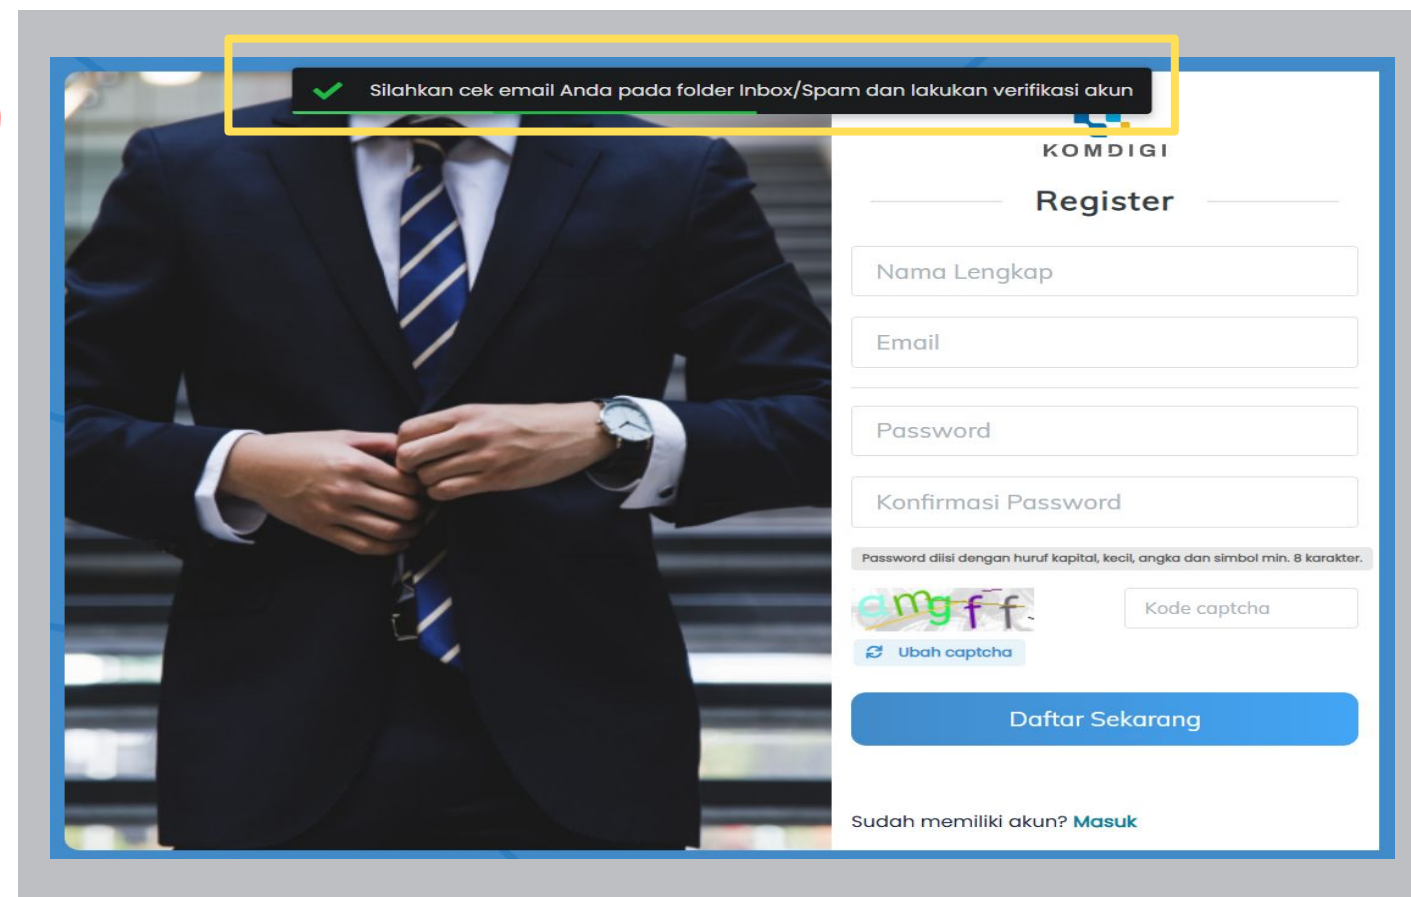 Silahkan cek email Anda pada folder Inbox/Spam dan lakukan verifikasi akun
KOMDIGI
Register
Nama Lengkap
Email
Password
Konfirmasi Password
Password diisi dengan huruf kapital, kecil, angka dan simbol min. 8 karakter.
amgff
Kode captcha
Ubah captcha
Daftar Sekarang
Sudah memiliki akun? Masuk